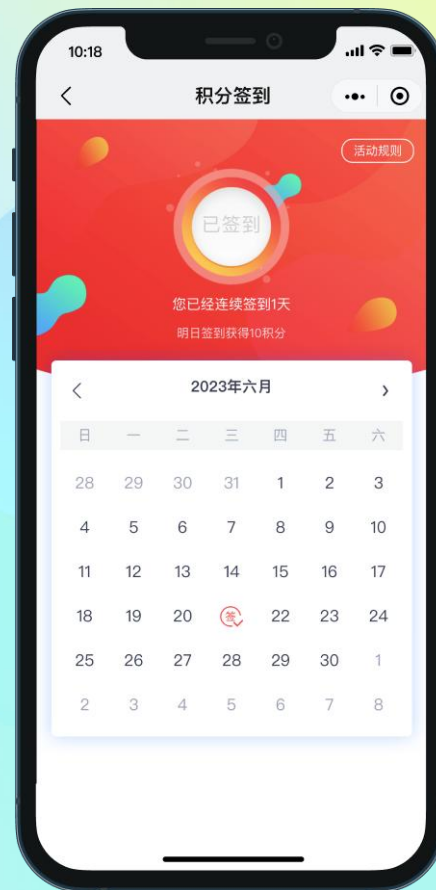 10:18
积分签到
活动规则
已签到
您已经连续签到1天
明日签到获得10积分
2023年六月
日 一 二 三 四 五 六
28 29 30 31 1 2 3
4 5 6 7 8 9 10
11 12 13 14 15 16 17
18 19 20 签 22 23 24
25 26 27 28 29 30 1
2 3 4 5 6 7 8